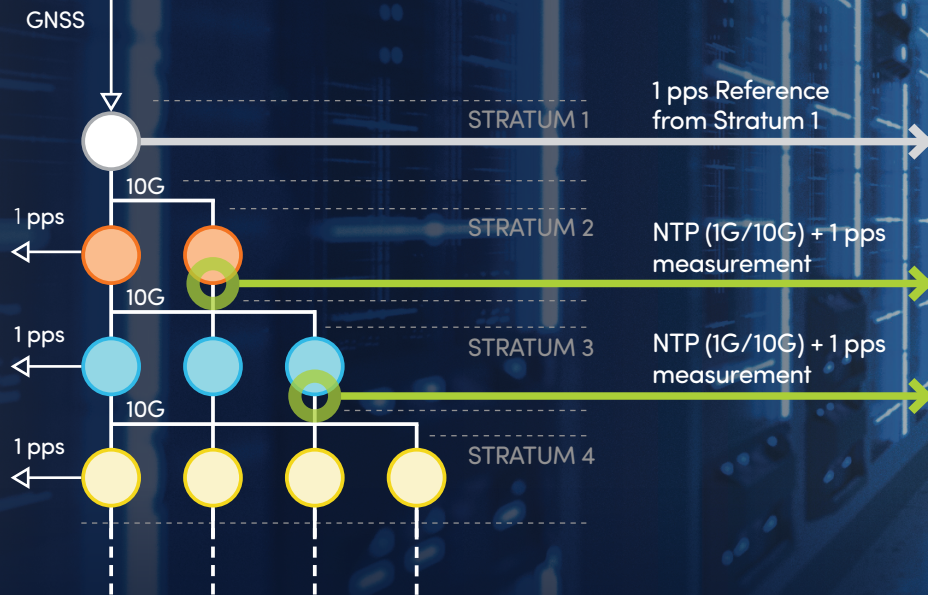 GNSS
STRATUM 1
1 pps Reference
from Stratum 1
10G
1 pps
STRATUM 2
NTP (1G/10G) + 1 pps
measurement
10G
1 pps
STRATUM 3
NTP (1G/10G) + 1 pps
measurement
10G
1 pps
STRATUM 4